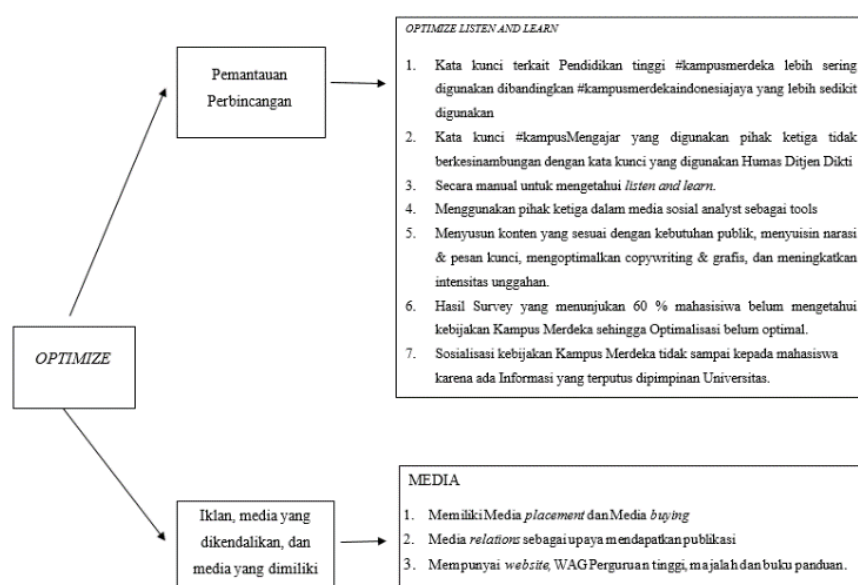 OPTIMIZE LISTEN AND LEARN
1. Kata kunci terkait Pendidikan tinggi #kampusmerdeka lebih sering
digunakan dibandingkan #kampusmerdekaindonesiajaya yang lebih sedikit
digunakan
2. Kata kunci #kampusMengajar yang digunakan pihak ketiga tidak
berkesinambungan dengan kata kunci yang digunakan Humas Ditjen Dikti
3. Secara manual untuk mengetahui listen and learn.
4. Menggunakan pihak ketiga dalam media sosial analyst sebagai tools
5. Menyusun konten yang sesuai dengan kebutuhan publik, menyuisin narasi
& pesan kunci, mengoptimalkan copywriting & grafis, dan meningkatkan
intensitas unggahan.
6. Hasil Survey yang menunjukan 60 % mahasisiwa belum mengetahui
kebijakan Kampus Merdeka sehingga Optimalisasi belum optimal.
7. Sosialisasi kebijakan Kampus Merdeka tidak sampai kepada mahasiswa
karena ada Informasi yang terputus dipimpinan Universitas.
Pemantauan
Perbincangan
OPTIMIZE
Iklan, media yang
dikendalikan, dan
media yang dimiliki
MEDIA
1. Memiliki Media placement dan Media buying
2. Media relations sebagai upaya mendapatkan publikasi
3. Mempunyai website, WAG Perguruan tinggi, majalah dan buku panduan.